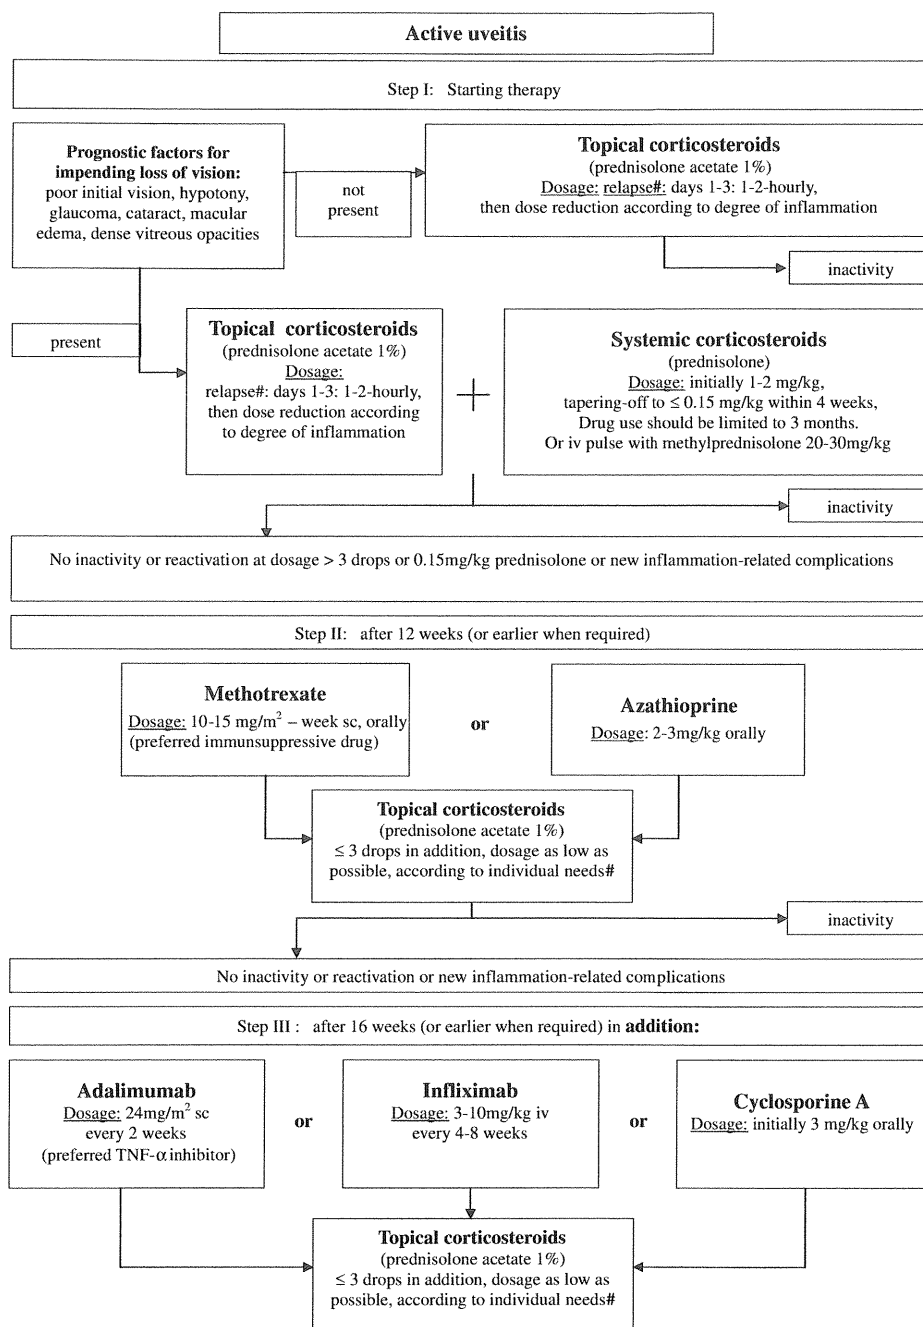 Active uveitis
Step I: Starting therapy
Prognostic factors for
impending loss of vision:
poor initial vision, hypotony,
glaucoma, cataract, macular
edema, dense vitreous opacities
not
present
Topical corticosteroids
(prednisolone acetate 1%)
Dosage: relapse#: days 1-3: 1-2-hourly,
then dose reduction according to degree of inflammation
inactivity
present
Topical corticosteroids
(prednisolone acetate 1%)
Dosage:
relapse#: days 1-3: 1-2-hourly,
then dose reduction according
to degree of inflammation
+
Systemic corticosteroids
(prednisolone)
Dosage: initially 1-2 mg/kg,
tapering-off to ≤ 0.15 mg/kg within 4 weeks,
Drug use should be limited to 3 months.
Or iv pulse with methylprednisolone 20-30mg/kg
inactivity
No inactivity or reactivation at dosage > 3 drops or 0.15mg/kg prednisolone or new inflammation-related complications
Step II: after 12 weeks (or earlier when required)
Methotrexate
Dosage: 10-15 mg/m² – week sc, orally
(preferred immunsuppressive drug)
or
Azathioprine
Dosage: 2-3mg/kg orally
Topical corticosteroids
(prednisolone acetate 1%)
≤ 3 drops in addition, dosage as low as
possible, according to individual needs#
inactivity
No inactivity or reactivation or new inflammation-related complications
Step III : after 16 weeks (or earlier when required) in addition:
Adalimumab
Dosage: 24mg/m² sc
every 2 weeks
(preferred TNF-α inhibitor)
or
Infliximab
Dosage: 3-10mg/kg iv
every 4-8 weeks
or
Cyclosporine A
Dosage: initially 3 mg/kg orally
Topical corticosteroids
(prednisolone acetate 1%)
≤ 3 drops in addition, dosage as low as
possible, according to individual needs#